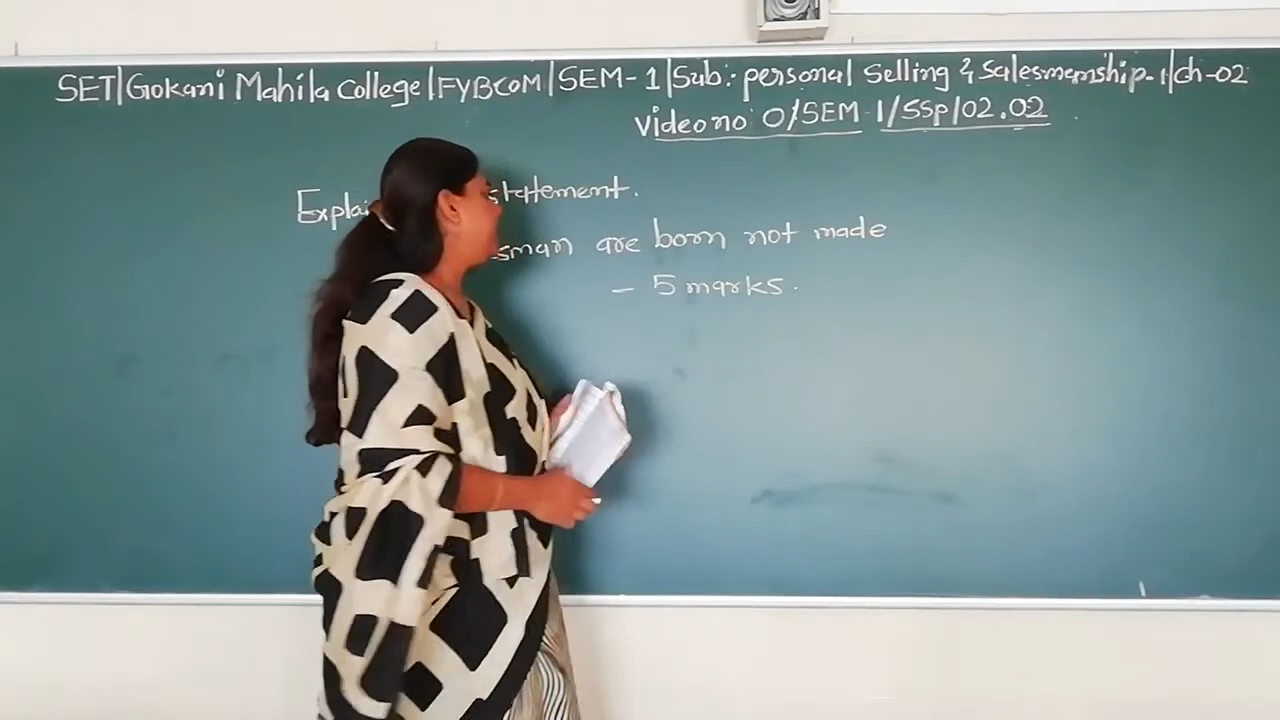 SET|Gokani Mahila College|FYBCOM|SEM-1|Sub: personal Selling & Salesmanship-1|ch-02
Video no 01/SEM 1/SSP/02.02
Explai statement.
sman are born not made
- 5 marks.